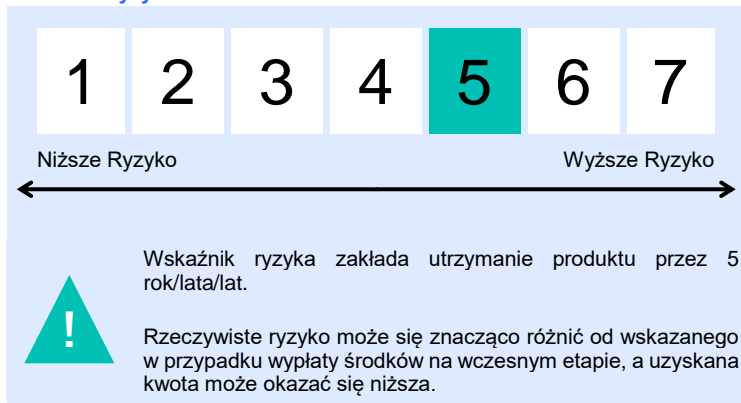 1 2 3 4 5 6 7
Niższe Ryzyko Wyższe Ryzyko
Wskaźnik ryzyka zakłada utrzymanie produktu przez 5
rok/lata/lat.
!
Rzeczywiste ryzyko może się znacząco różnić od wskazanego
w przypadku wypłaty środków na wczesnym etapie, a uzyskana
kwota może okazać się niższa.